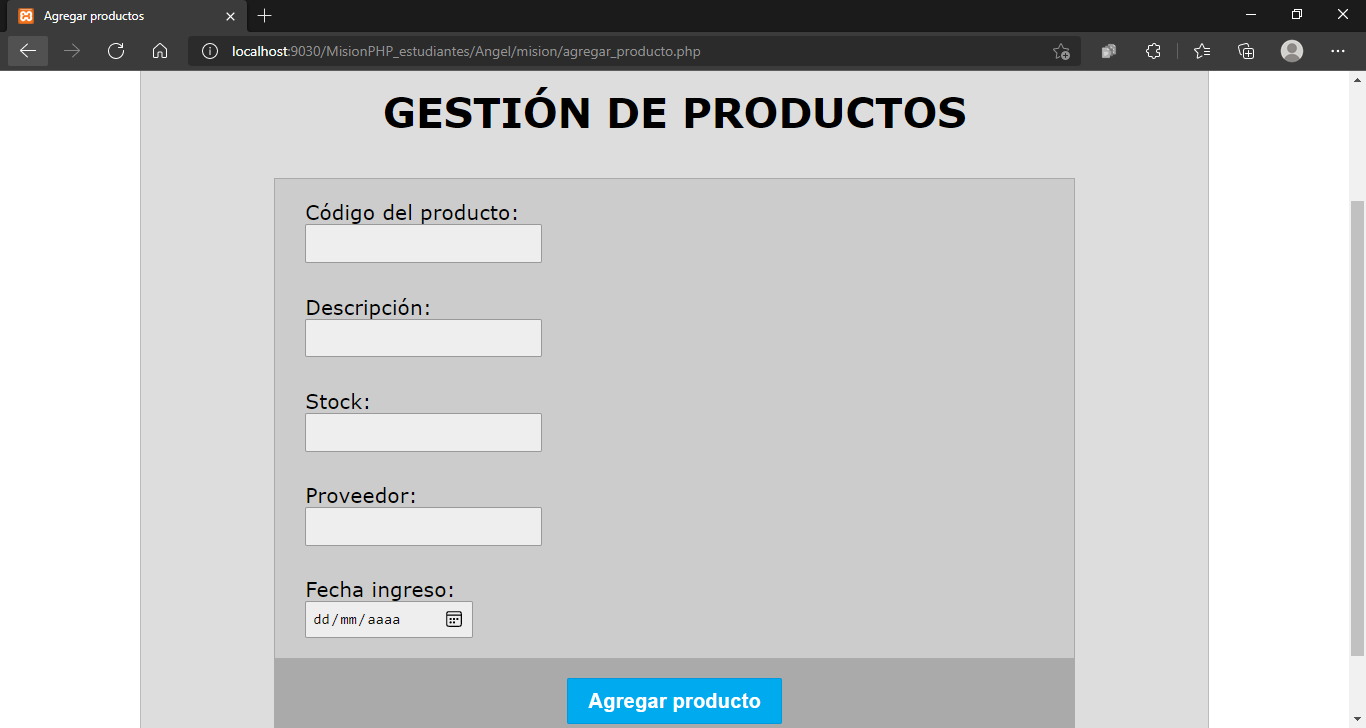 Agregar productos
localhost:9030/MisionPHP_estudiantes/Angel/mision/agregar_producto.php
GESTIÓN DE PRODUCTOS
Código del producto:
Descripción:
Stock:
Proveedor:
Fecha ingreso:
dd/mm/aaaa
Agregar producto